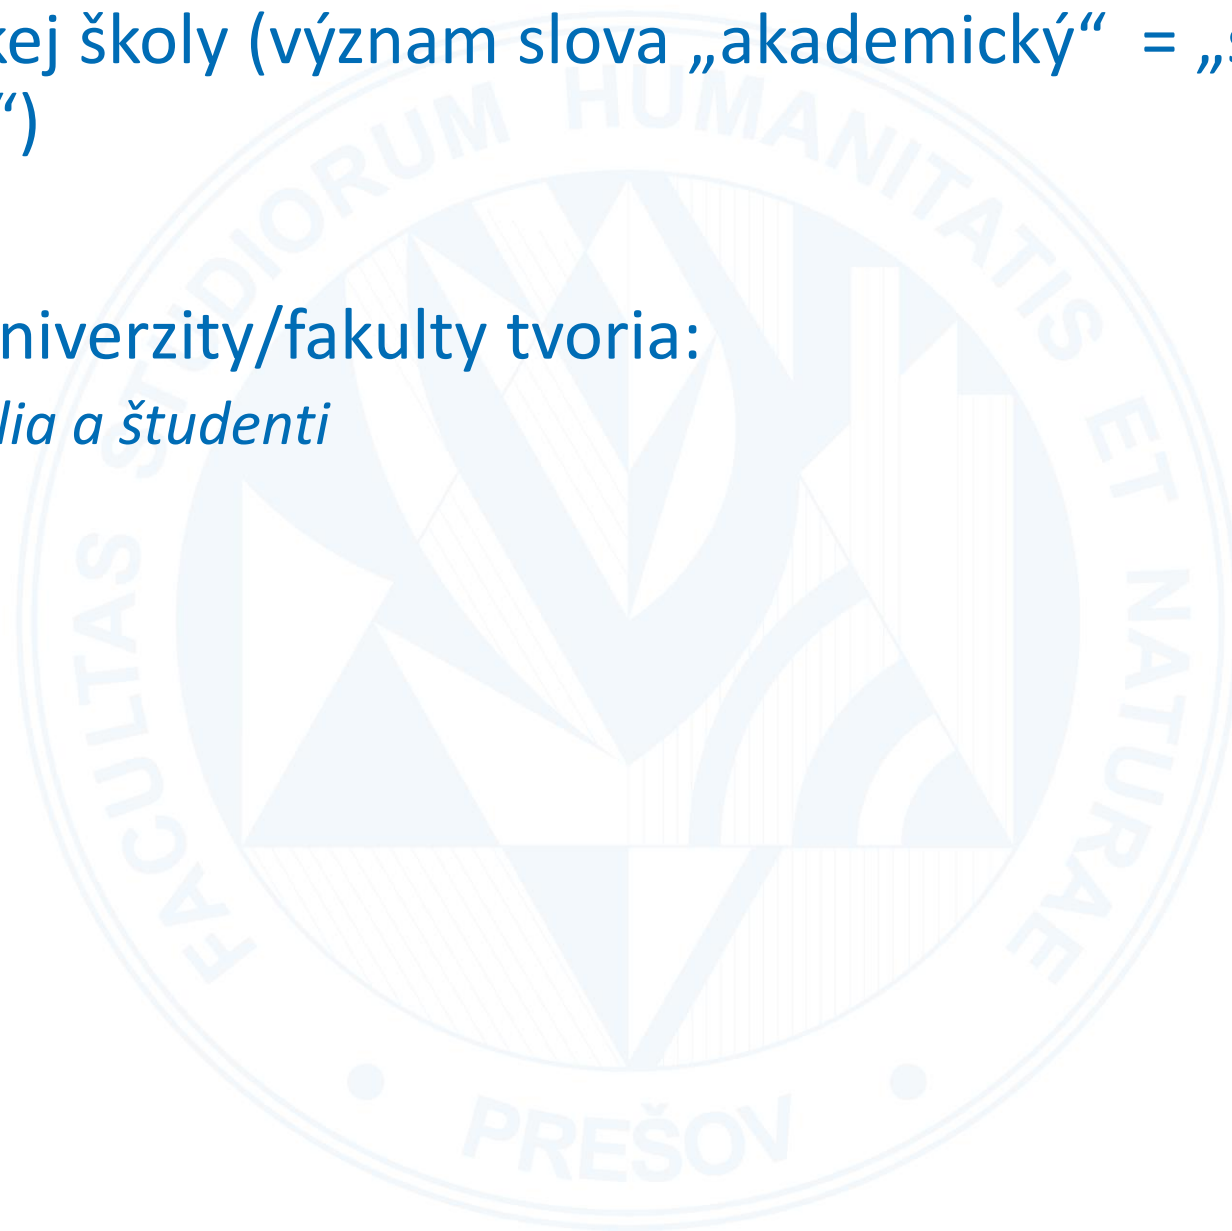 kej školy (význam slova „akademický“ = „s
“)
niverzity/fakulty tvoria:
lia a študenti
FACULTAS STUDIORUM HUMANITATIS ET NATURAE
PREŠOV